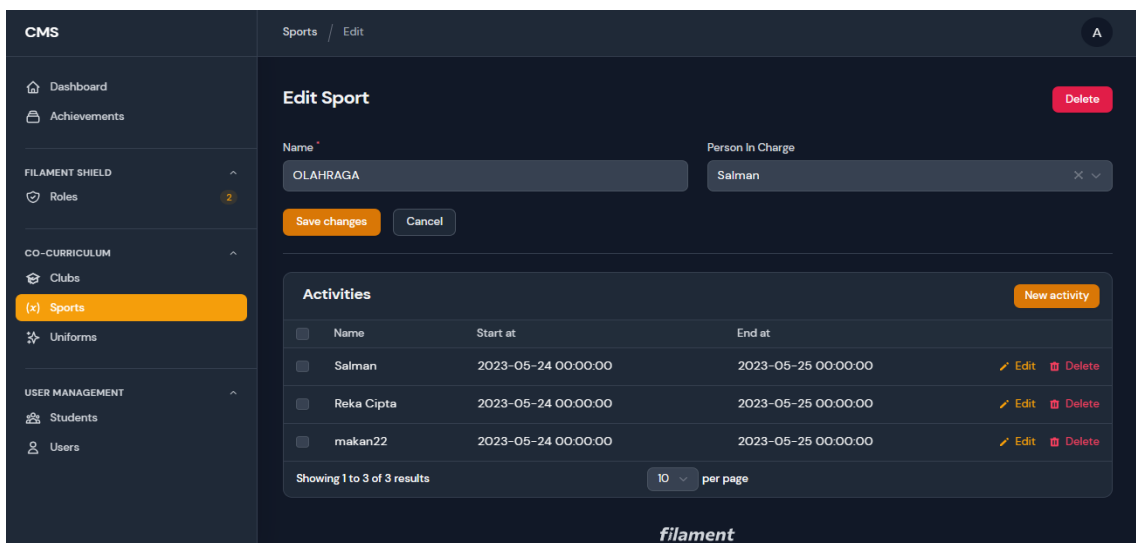 CMS
Sports / Edit
A
Dashboard
Achievements
FILAMENT SHIELD
Roles 2
CO-CURRICULUM
Clubs
(x) Sports
Uniforms
USER MANAGEMENT
Students
Users
Edit Sport
Delete
Name* Person In Charge
OLAHRAGA Salman
Save changes Cancel
Activities New activity
Name Start at End at
Salman 2023-05-24 00:00:00 2023-05-25 00:00:00 Edit Delete
Reka Cipta 2023-05-24 00:00:00 2023-05-25 00:00:00 Edit Delete
makan22 2023-05-24 00:00:00 2023-05-25 00:00:00 Edit Delete
Showing 1 to 3 of 3 results 10 per page
filament